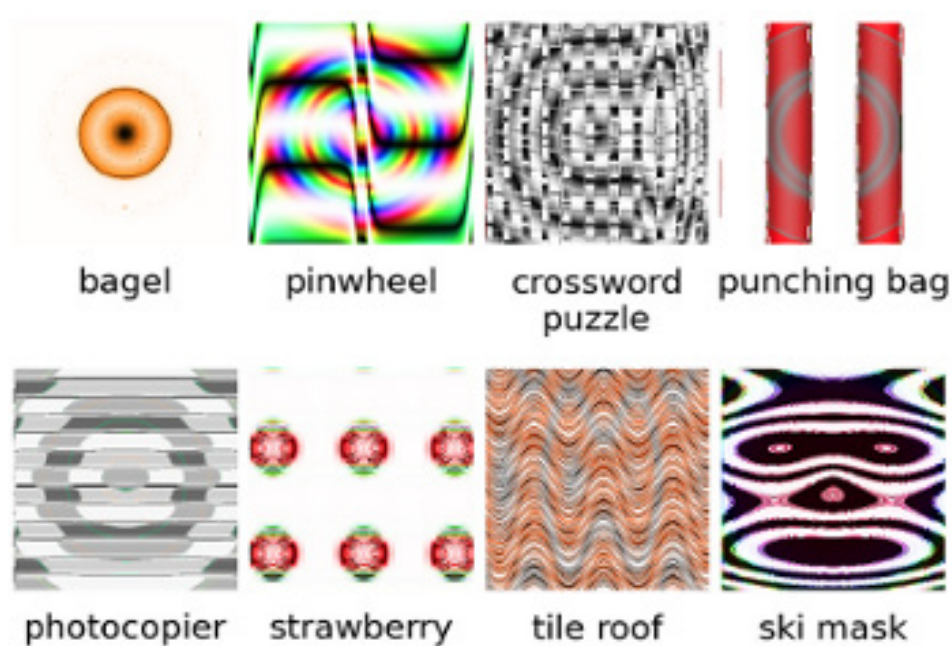 bagel
pinwheel
crossword
puzzle
punching bag
photocopier
strawberry
tile roof
ski mask